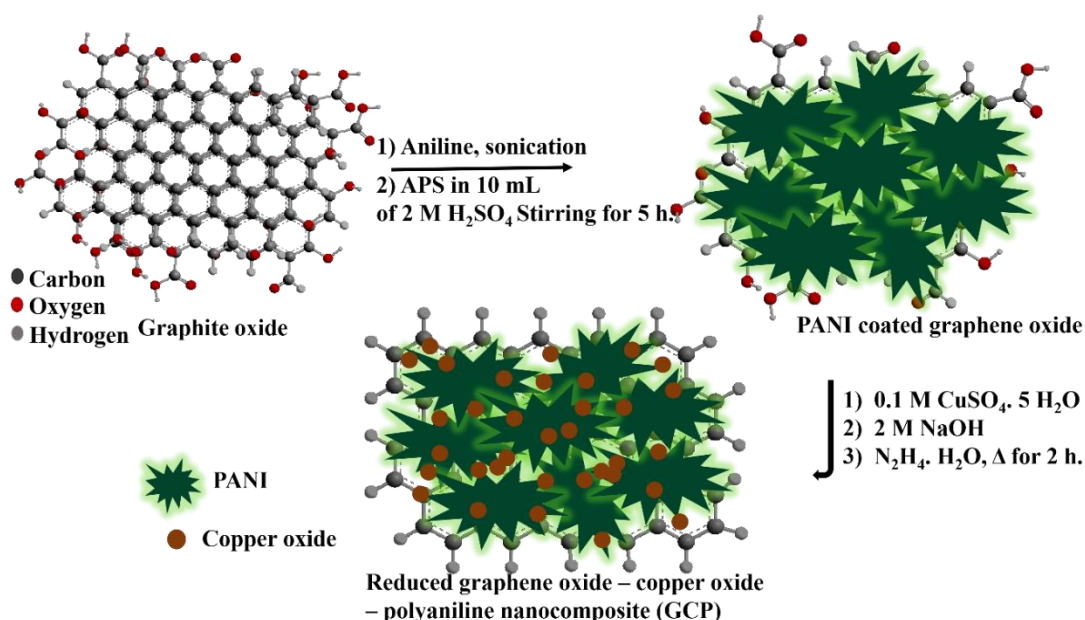 1) Aniline, sonication
2) APS in 10 mL
of 2 M H₂SO₄ Stirring for 5 h.
Carbon
Oxygen
Hydrogen
Graphite oxide
PANI coated graphene oxide
1) 0.1 M CuSO₄. 5 H₂O
2) 2 M NaOH
3) N₂H₄. H₂O, Δ for 2 h.
PANI
Copper oxide
Reduced graphene oxide – copper oxide
– polyaniline nanocomposite (GCP)